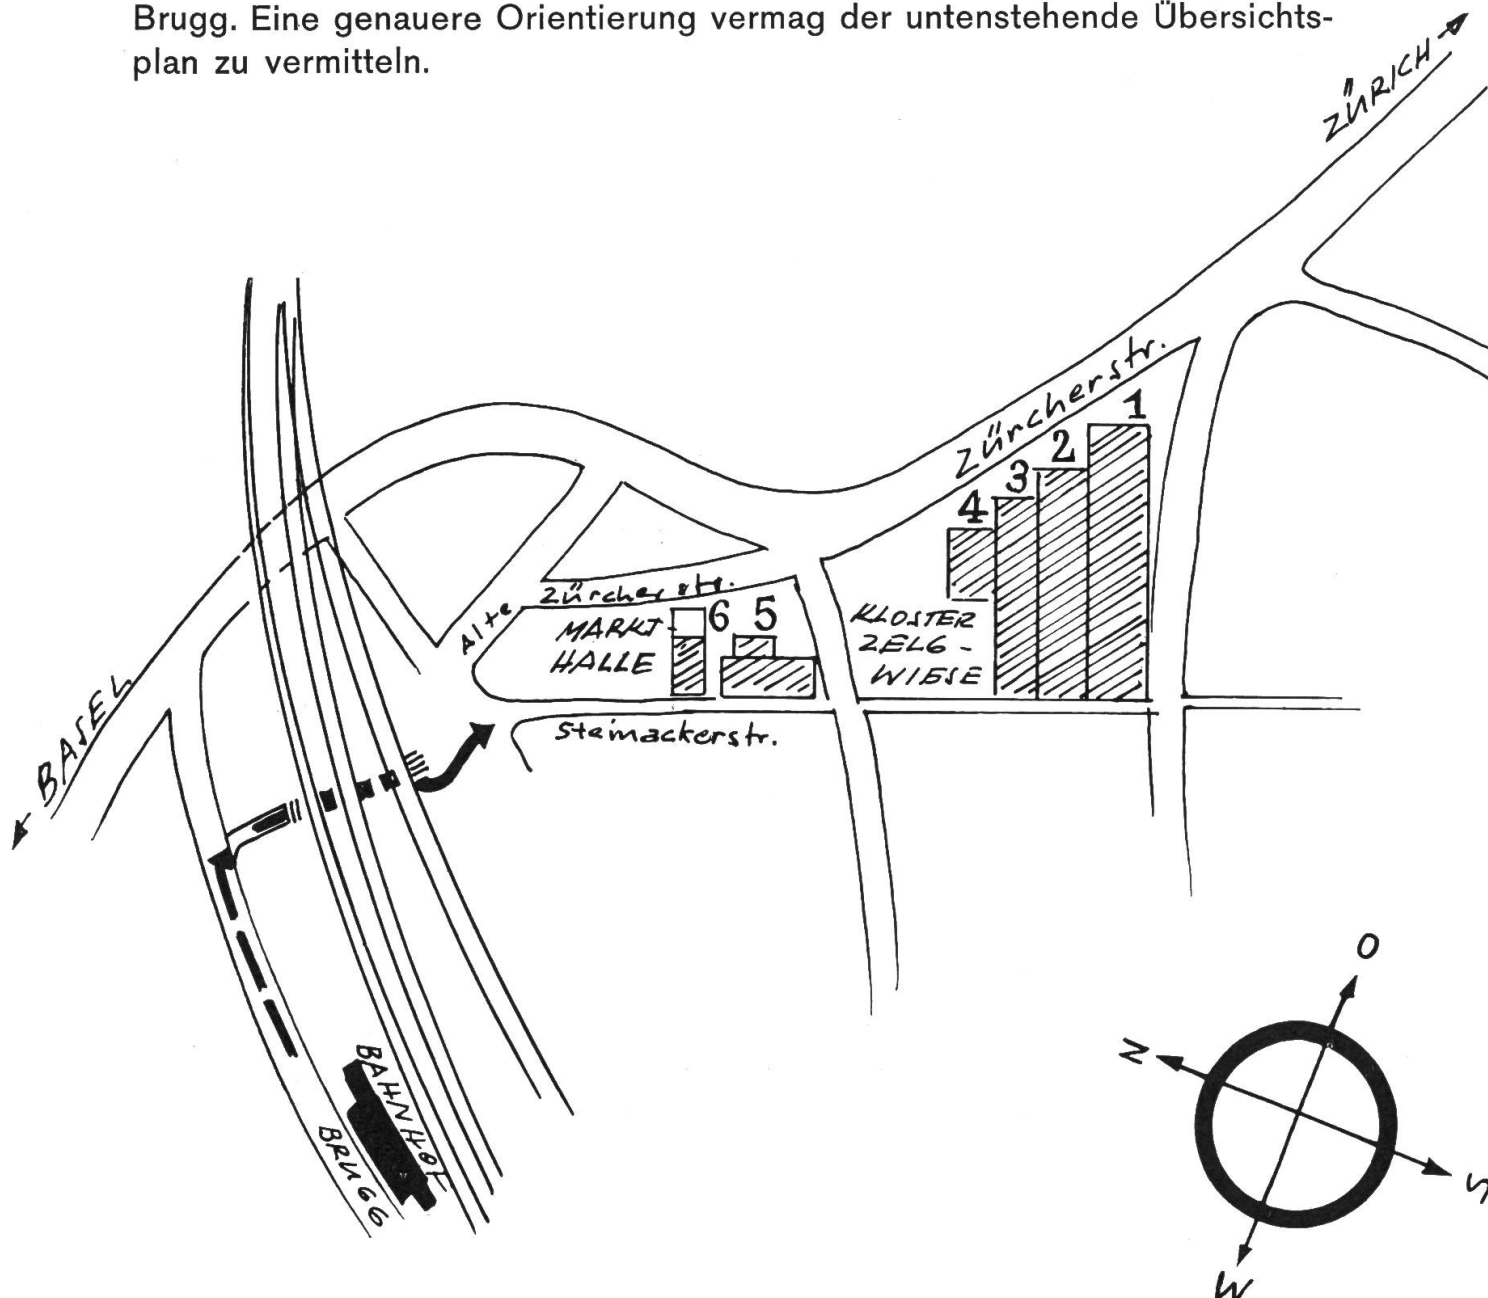 Brugg. Eine genauere Orientierung vermag der untenstehende Übersichts-
plan zu vermitteln.
ZÜRICH
Zürcherstr.
1
2
3
4
Alte Zürcherstr.
6 5
MARKT-
HALLE
KLOSTER
ZELG-
WIESE
BASEL
Steinackerstr.
O
N
S
W
BAHNHOF
BRUGG